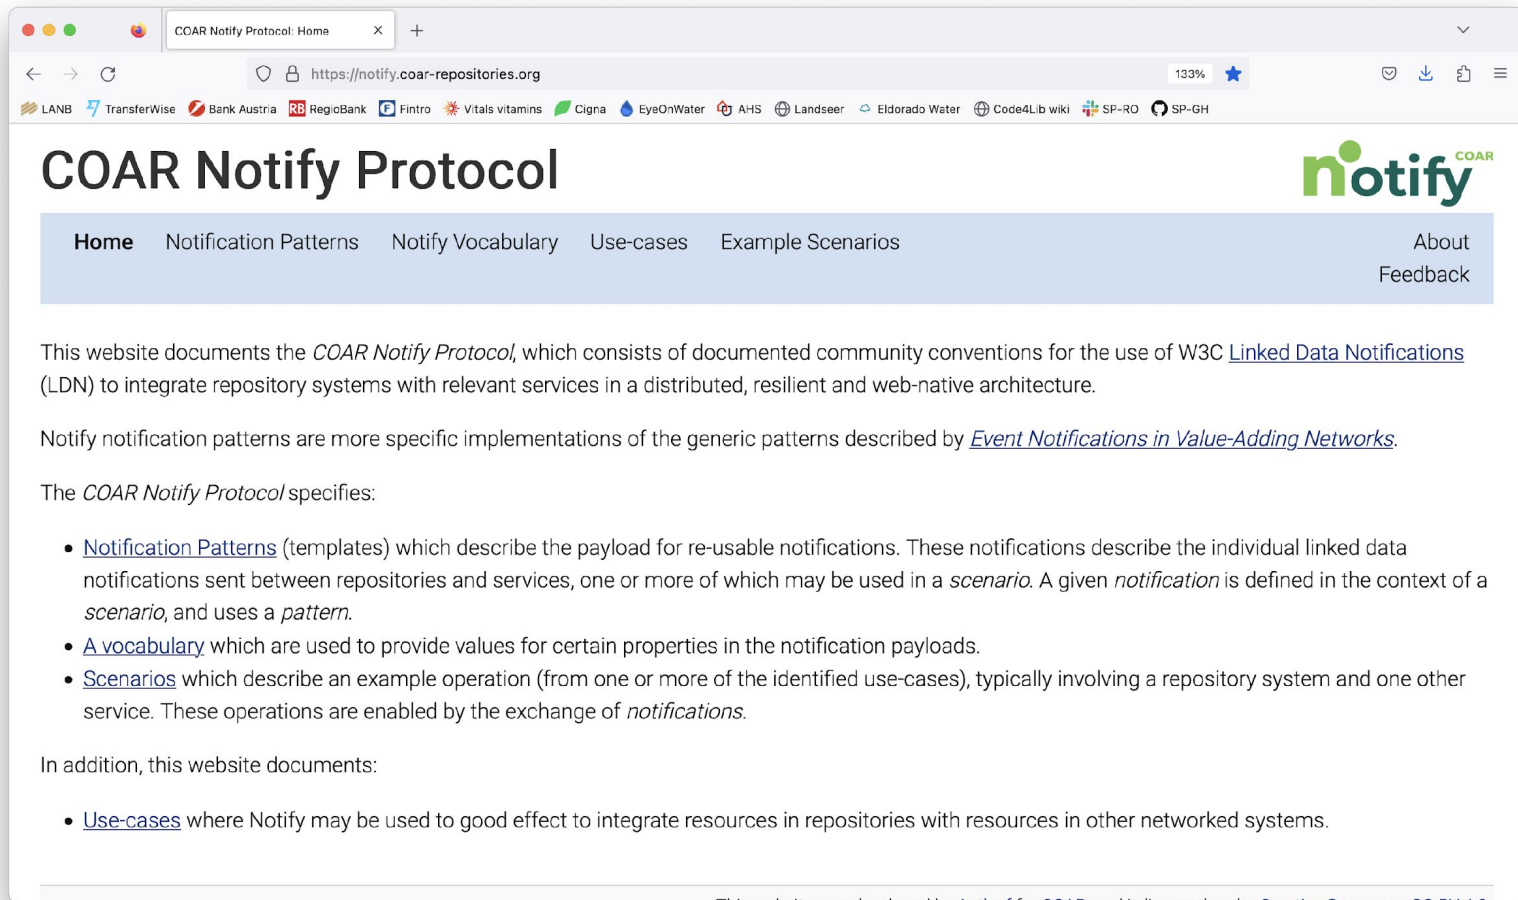 COAR Notify Protocol: Home
https://notify.coar-repositories.org
133%
LANB TransferWise Bank Austria RB RegioBank F Fintro Vitals vitamins Cigna EyeOnWater AHS Landseer Eldorado Water Code4Lib wiki SP-RO SP-GH
COAR Notify Protocol
notify COAR
Home Notification Patterns Notify Vocabulary Use-cases Example Scenarios About
Feedback
This website documents the COAR Notify Protocol, which consists of documented community conventions for the use of W3C Linked Data Notifications
(LDN) to integrate repository systems with relevant services in a distributed, resilient and web-native architecture.
Notify notification patterns are more specific implementations of the generic patterns described by Event Notifications in Value-Adding Networks.
The COAR Notify Protocol specifies:
• Notification Patterns (templates) which describe the payload for re-usable notifications. These notifications describe the individual linked data
notifications sent between repositories and services, one or more of which may be used in a scenario. A given notification is defined in the context of a
scenario, and uses a pattern.
• A vocabulary which are used to provide values for certain properties in the notification payloads.
• Scenarios which describe an example operation (from one or more of the identified use-cases), typically involving a repository system and one other
service. These operations are enabled by the exchange of notifications.
In addition, this website documents:
• Use-cases where Notify may be used to good effect to integrate resources in repositories with resources in other networked systems.